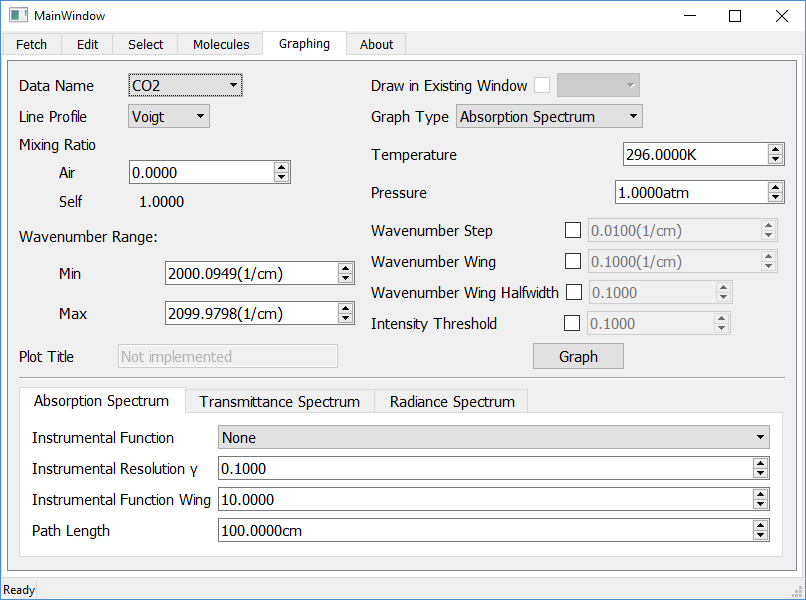 MainWindow
Fetch Edit Select Molecules Graphing About
Data Name CO2
Line Profile Voigt
Mixing Ratio
Air 0.0000
Self 1.0000
Wavenumber Range:
Min 2000.0949(1/cm)
Max 2099.9798(1/cm)
Plot Title Not implemented
Draw in Existing Window
Graph Type Absorption Spectrum
Temperature 296.0000K
Pressure 1.0000atm
Wavenumber Step 0.0100(1/cm)
Wavenumber Wing 0.1000(1/cm)
Wavenumber Wing Halfwidth 0.1000
Intensity Threshold 0.1000
Graph
Absorption Spectrum Transmittance Spectrum Radiance Spectrum
Instrumental Function None
Instrumental Resolution γ 0.1000
Instrumental Function Wing 10.0000
Path Length 100.0000cm
Ready